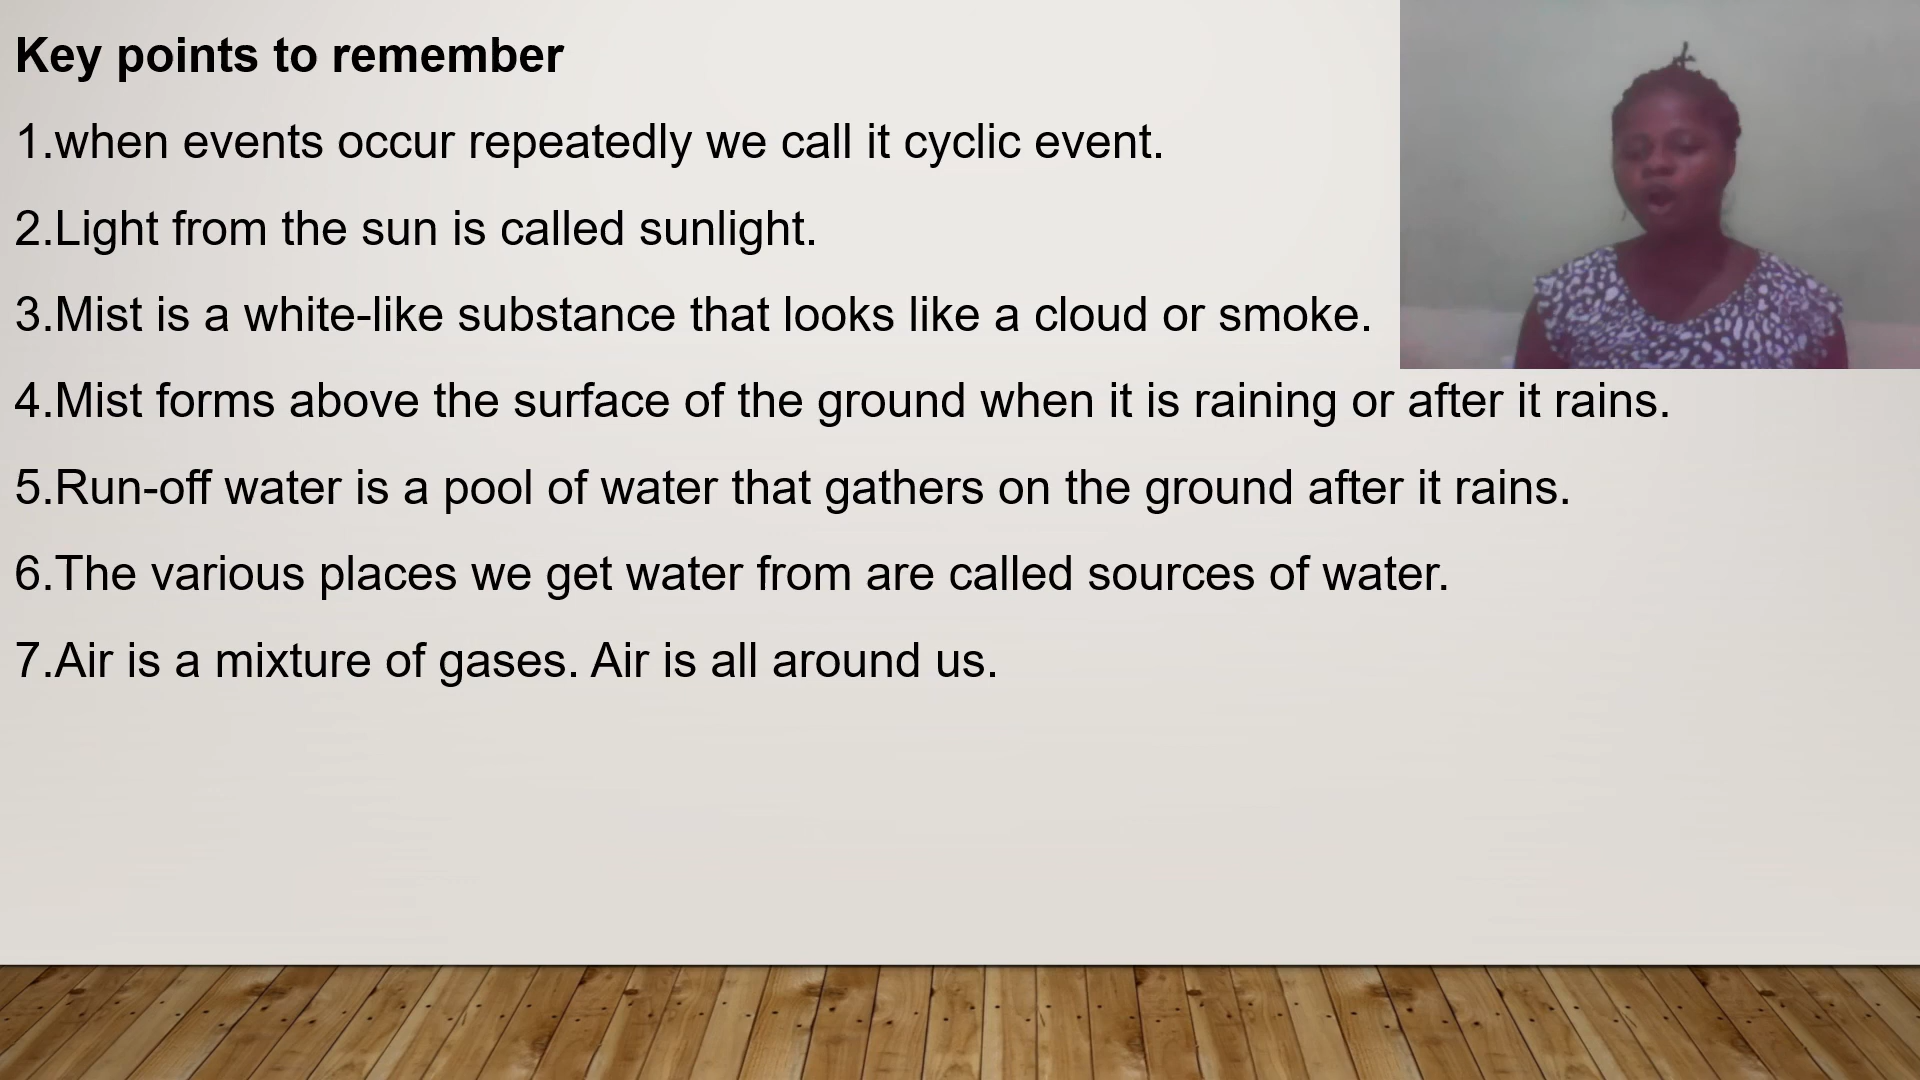 Key points to remember
1.when events occur repeatedly we call it cyclic event.
2.Light from the sun is called sunlight.
3.Mist is a white-like substance that looks like a cloud or smoke.
4.Mist forms above the surface of the ground when it is raining or after it rains.
5.Run-off water is a pool of water that gathers on the ground after it rains.
6.The various places we get water from are called sources of water.
7.Air is a mixture of gases. Air is all around us.